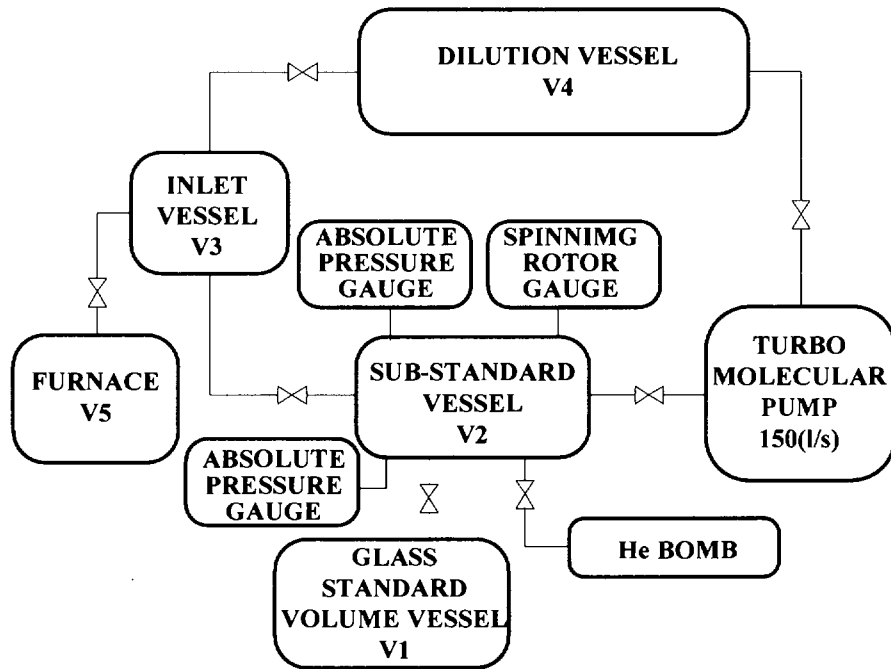 DILUTION VESSEL
V4
INLET
VESSEL
V3
ABSOLUTE
PRESSURE
GAUGE
SPINNIMG
ROTOR
GAUGE
FURNACE
V5
SUB-STANDARD
VESSEL
V2
TURBO
MOLECULAR
PUMP
150(l/s)
ABSOLUTE
PRESSURE
GAUGE
GLASS
STANDARD
VOLUME VESSEL
V1
He BOMB